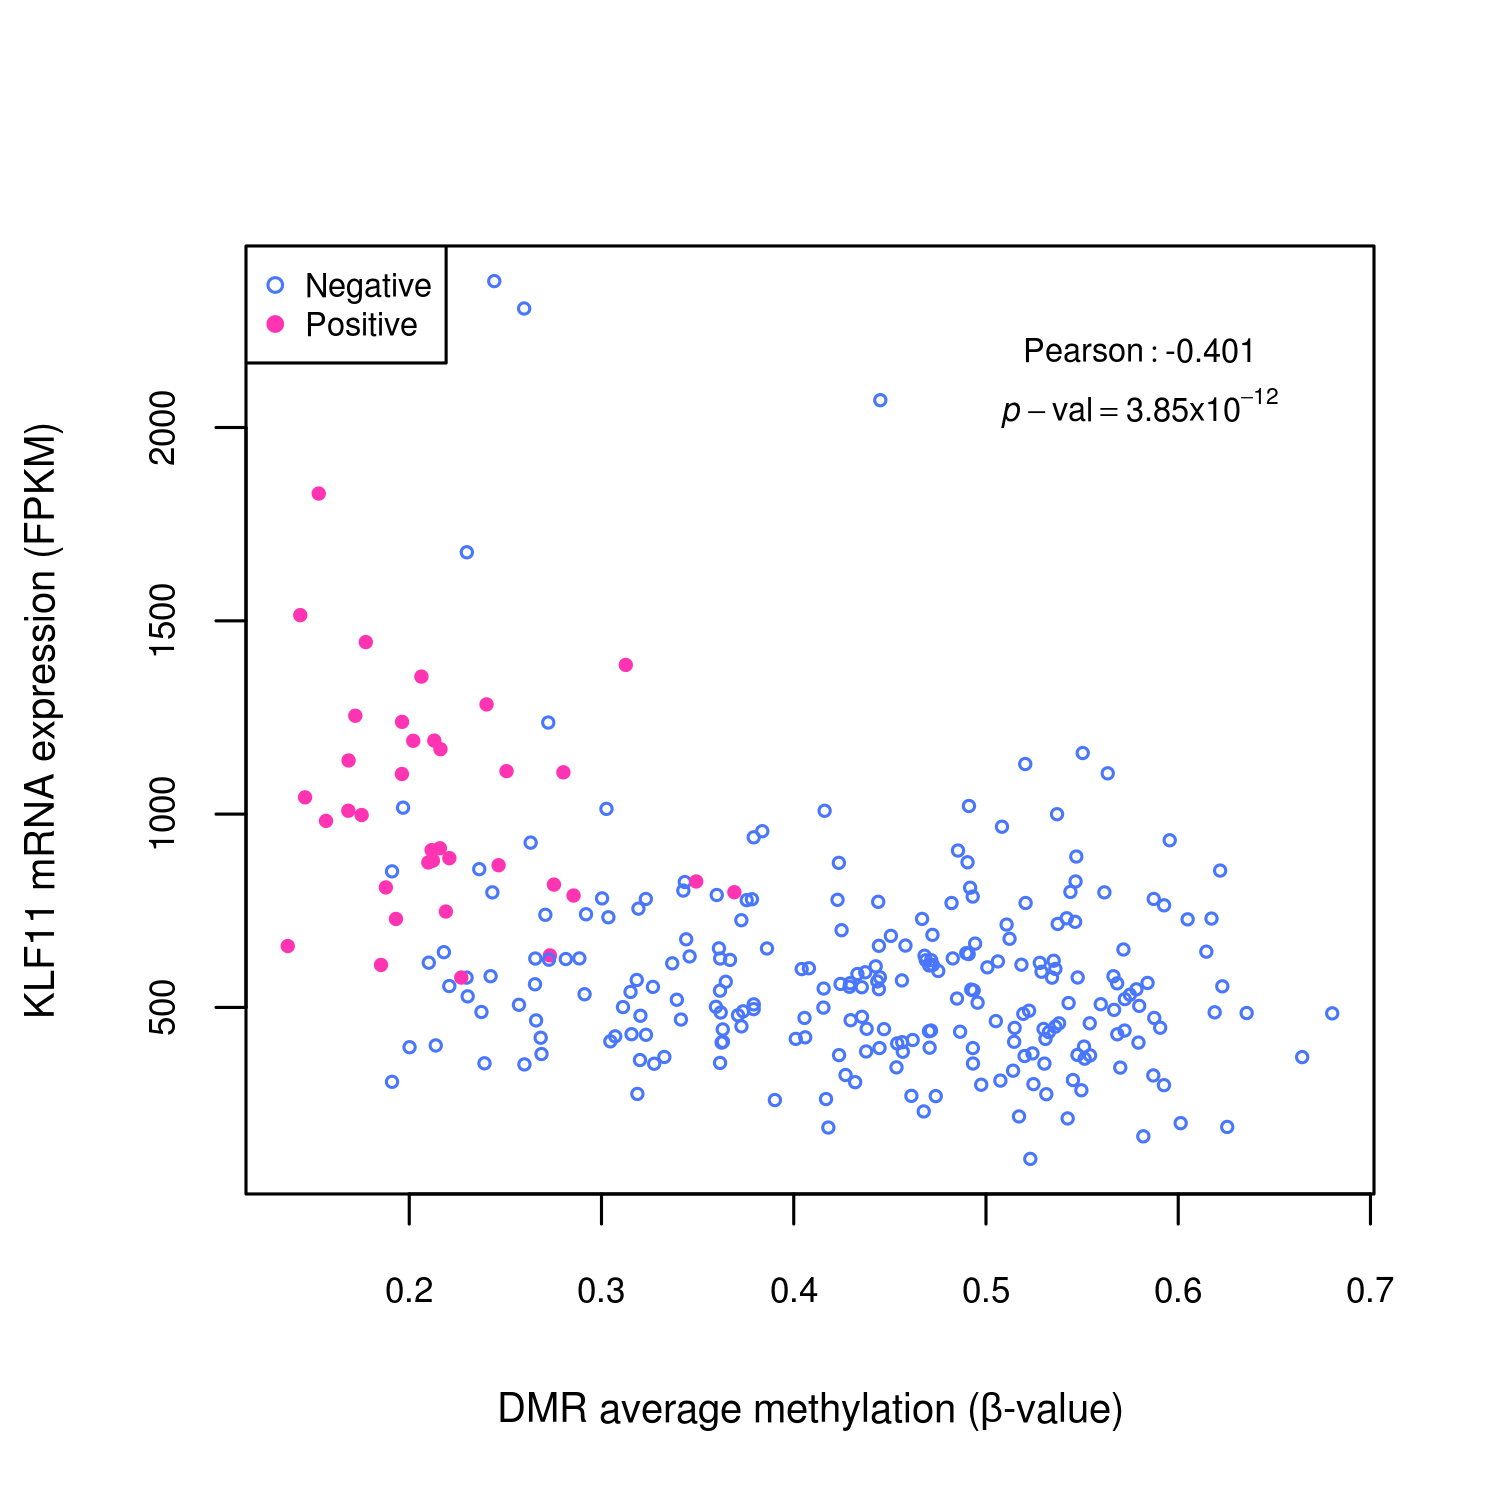 Negative
Positive
Pearson : -0.401
p – val = 3.85x10⁻¹²
KLF11 mRNA expression (FPKM)
2000
1500
1000
500
0.2 0.3 0.4 0.5 0.6 0.7
DMR average methylation (β-value)